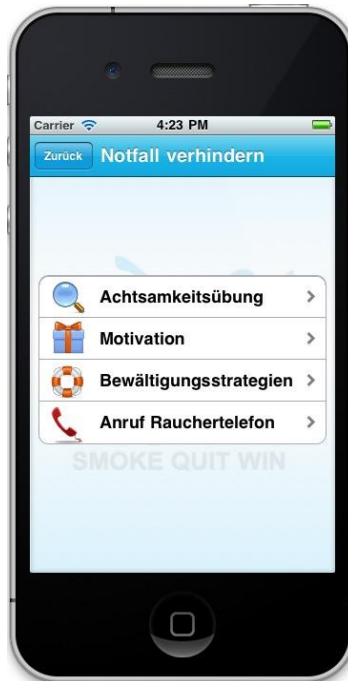 Carrier 4:23 PM
Zurück Notfall verhindern
Achtsamkeitsübung
Motivation
Bewältigungsstrategien
Anruf Rauchertelefon
SMOKE QUIT WIN